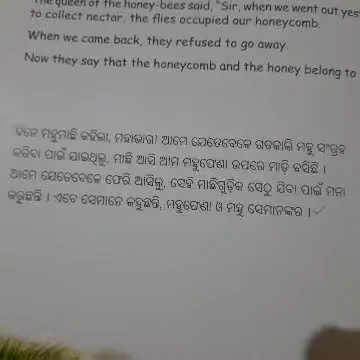 The queen of the honey-bees said, "Sir, when we went out yes
to collect nectar, the flies occupied our honeycomb.
When we came back, they refused to go away.
Now they say that the honeycomb and the honey belong to
ଜନେ ମହୁମାଛି କହିଲା, ମହାଭାଗ! ଆମେ ଯେତେବେଳେ ଗତକାଲି ମହୁ ସଂଗ୍ରହ
କରିବା ପାଇଁ ଯାଇଥିଲୁ, ମାଛି ଆସି ଆମ ମହୁଫେଣା ଉପରେ ମାଡ଼ି ବସିଛି ।
ଆମେ ଯେତେବେଳେ ଫେରି ଆସିଲୁ, ସେହି ମାଛିଗୁଡ଼ିକ ସେଠୁ ଯିବା ପାଇଁ ମନା
କରୁଛନ୍ତି । ଏବେ ସେମାନେ କହୁଛନ୍ତି, ମହୁଫେଣା ଓ ମହୁ ସେମାନଙ୍କର ।